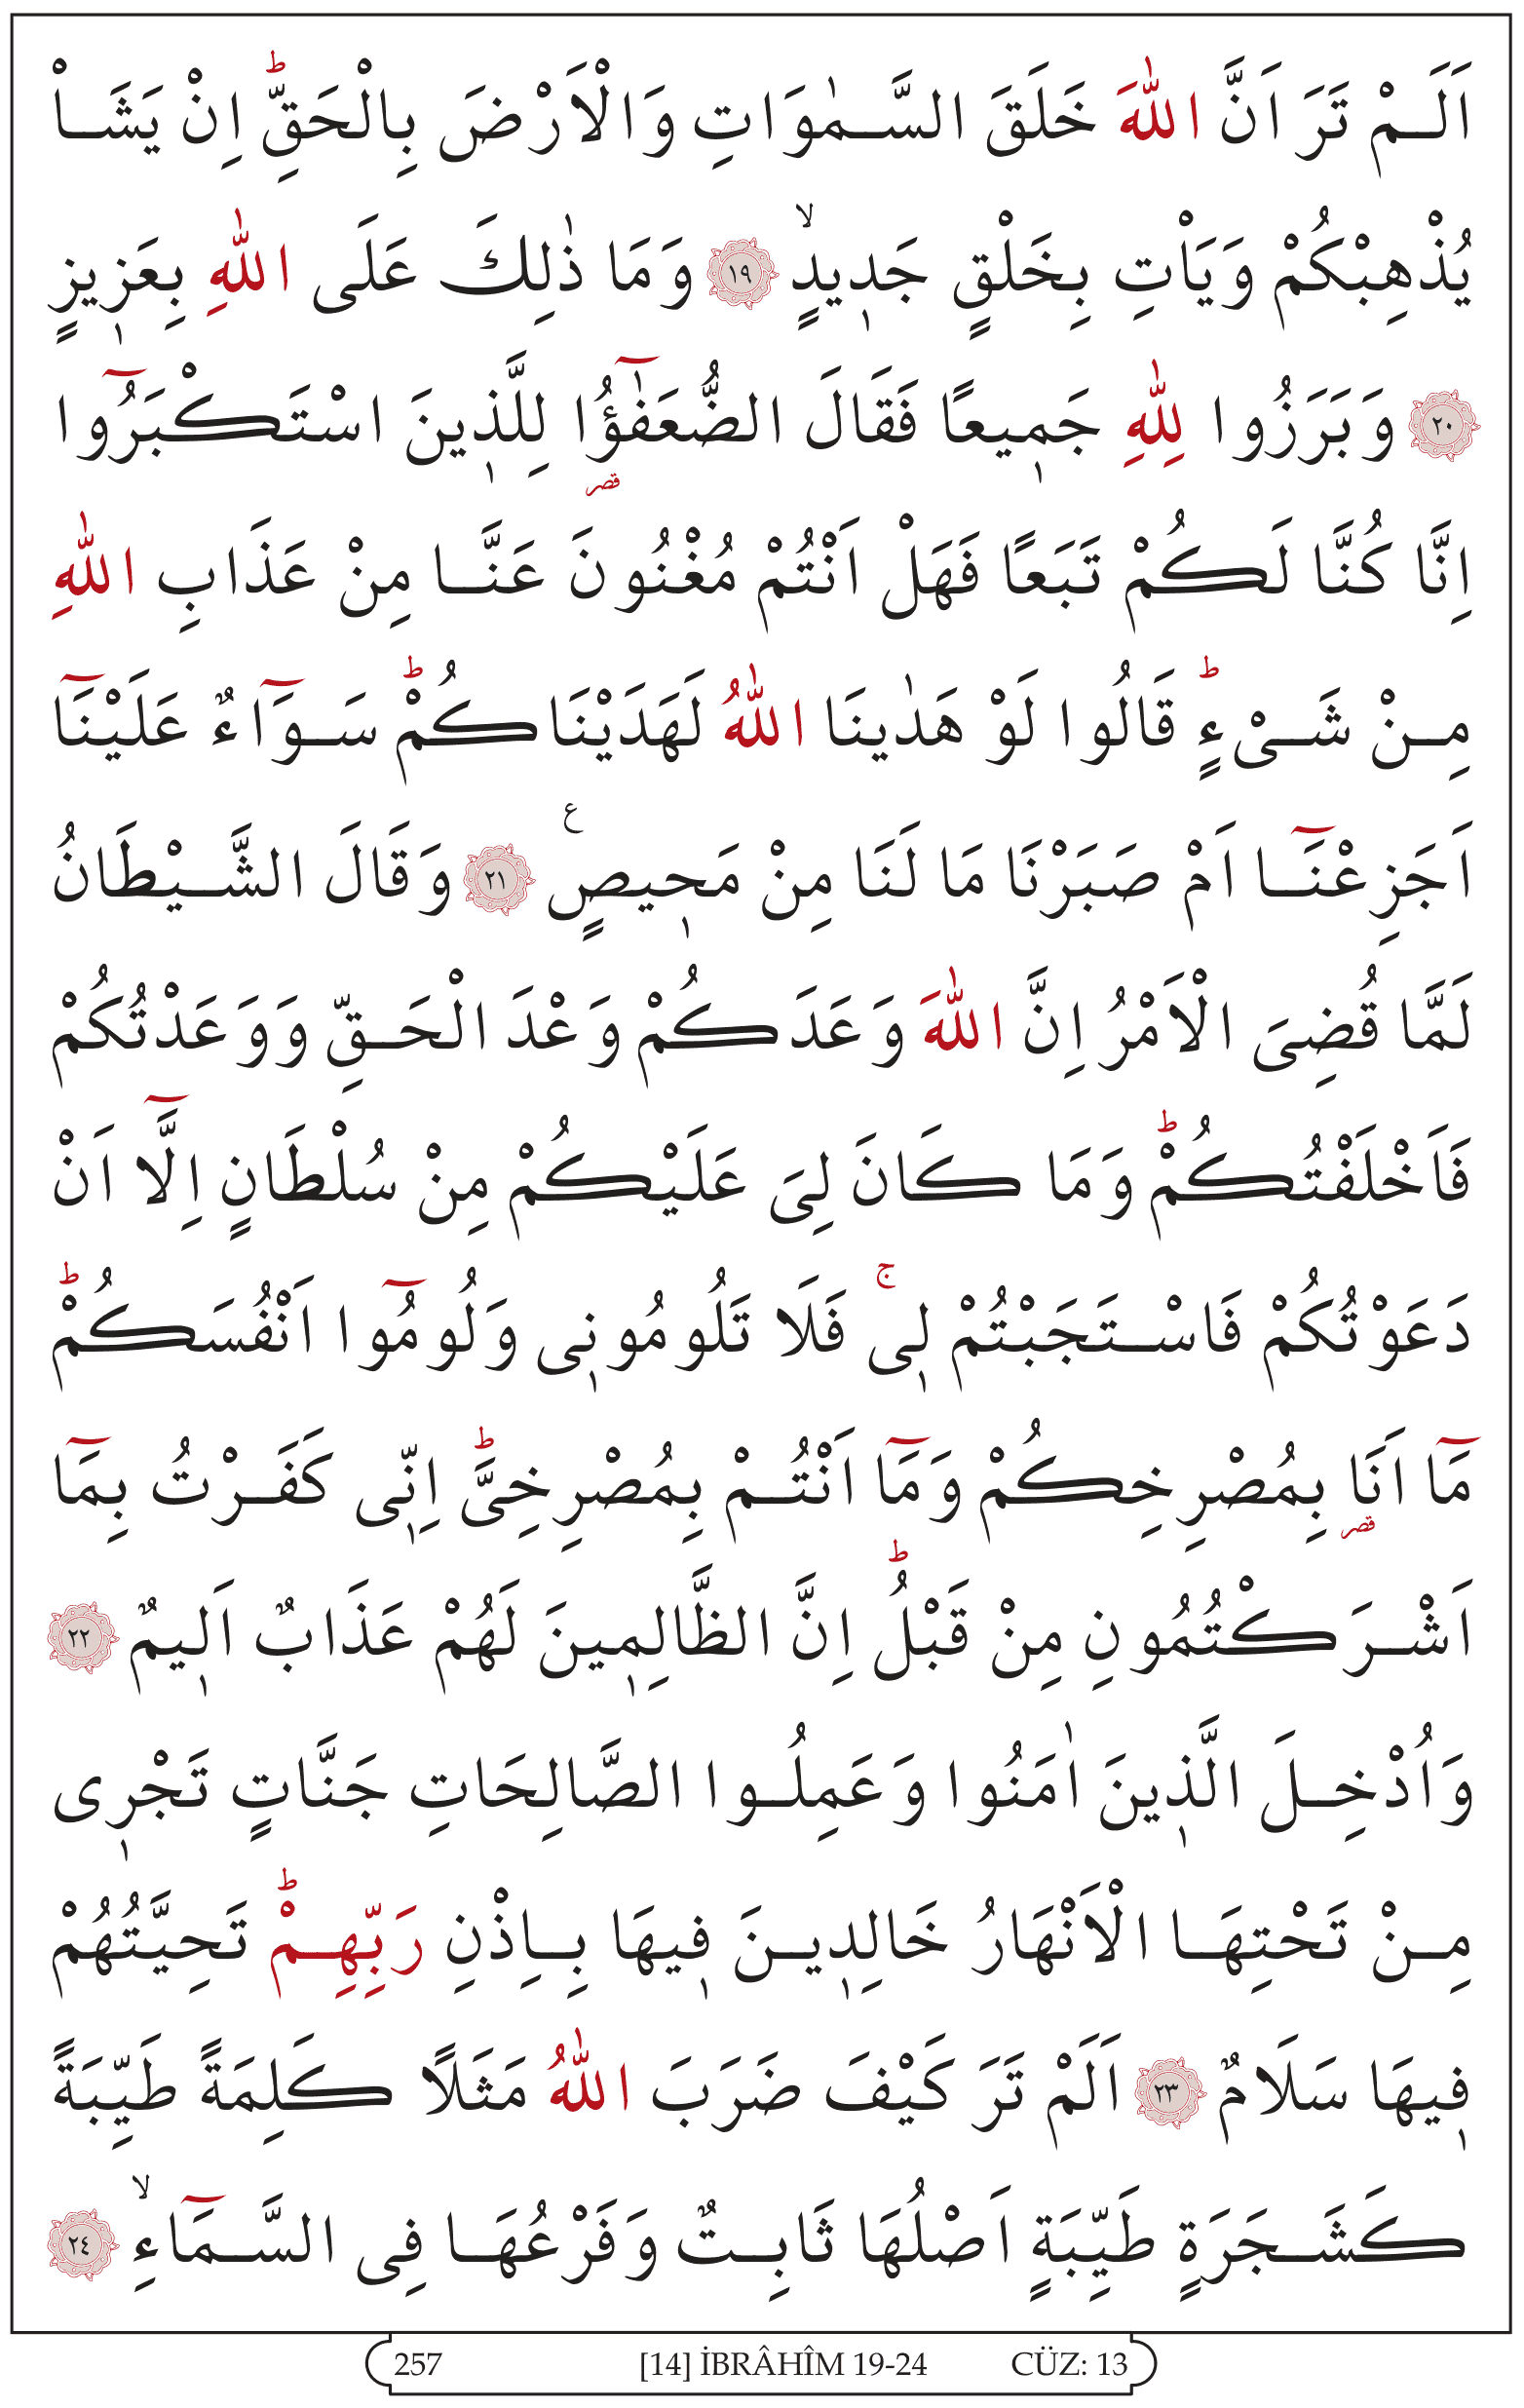 اَلَمْ تَرَ اَنَّ اللّٰهَ خَلَقَ السَّمٰوَاتِ وَالْاَرْضَ بِالْحَقِّؕ اِنْ يَشَأْ
يُذْهِبْكُمْ وَيَأْتِ بِخَلْقٍ جَد۪يدٍۙ ﴿١٩﴾ وَمَا ذٰلِكَ عَلَى اللّٰهِ بِعَز۪يزٍ
﴿٢٠﴾ وَبَرَزُوا لِلّٰهِ جَم۪يعًا فَقَالَ الضُّعَفٰٓؤُ۬ا لِلَّذ۪ينَ اسْتَكْبَرُٓوا
قصر
اِنَّا كُنَّا لَكُمْ تَبَعًا فَهَلْ اَنْتُمْ مُغْنُونَ عَنَّا مِنْ عَذَابِ اللّٰهِ
مِنْ شَىْءٍؕ قَالُوا لَوْ هَدٰينَا اللّٰهُ لَهَدَيْنَاكُمْؕ سَوَٓاءٌ عَلَيْنَٓا
اَجَزِعْنَٓا اَمْ صَبَرْنَا مَا لَنَا مِنْ مَح۪يصٍ۟ ﴿٢١﴾ وَقَالَ الشَّيْطَانُ
لَمَّا قُضِىَ الْاَمْرُ اِنَّ اللّٰهَ وَعَدَكُمْ وَعْدَ الْحَقِّ وَوَعَدْتُكُمْ
فَاَخْلَفْتُكُمْؕ وَمَا كَانَ لِىَ عَلَيْكُمْ مِنْ سُلْطَانٍ اِلَّٓا اَنْ
دَعَوْتُكُمْ فَاسْتَجَبْتُمْ ل۪ىۚ فَلَا تَلُومُون۪ى وَلُومُٓوا اَنْفُسَكُمْؕ
مَٓا اَنَا بِمُصْرِخِكُمْ وَمَٓا اَنْتُمْ بِمُصْرِخِىَّؕ اِنّ۪ى كَفَرْتُ بِمَٓا
قصر
اَشْرَكْتُمُونِ مِنْ قَبْلُؕ اِنَّ الظَّالِم۪ينَ لَهُمْ عَذَابٌ اَل۪يمٌ ﴿٢٢﴾
وَاُدْخِلَ الَّذ۪ينَ اٰمَنُوا وَعَمِلُوا الصَّالِحَاتِ جَنَّاتٍ تَجْر۪ى
مِنْ تَحْتِهَا الْاَنْهَارُ خَالِد۪ينَ ف۪يهَا بِاِذْنِ رَبِّهِمْؕ تَحِيَّتُهُمْ
ف۪يهَا سَلَامٌ ﴿٢٣﴾ اَلَمْ تَرَ كَيْفَ ضَرَبَ اللّٰهُ مَثَلًا كَلِمَةً طَيِّبَةً
كَشَجَرَةٍ طَيِّبَةٍ اَصْلُهَا ثَابِتٌ وَفَرْعُهَا فِى السَّمَٓاءِۙ ﴿٢٤﴾
257 [14] İBRÂHÎM 19-24 CÜZ: 13